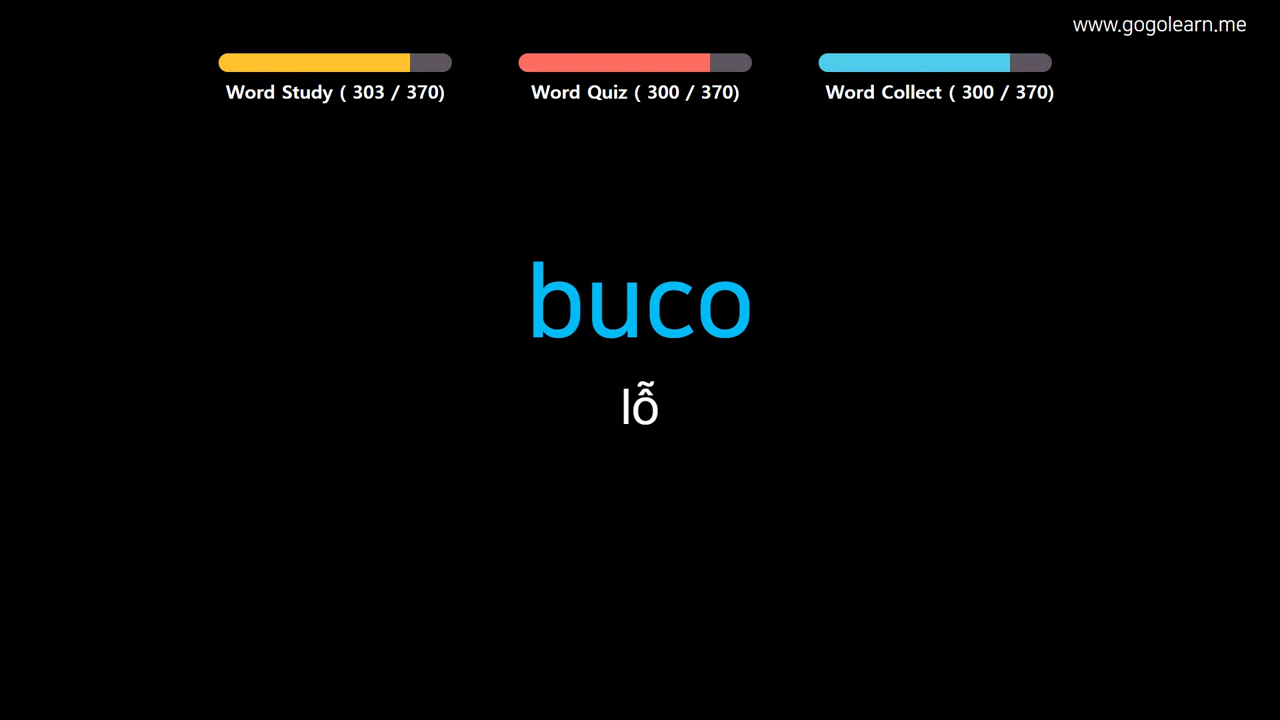 www.gogolearn.me
Word Study ( 303 / 370)
Word Quiz ( 300 / 370)
Word Collect ( 300 / 370)
buco
lỗ